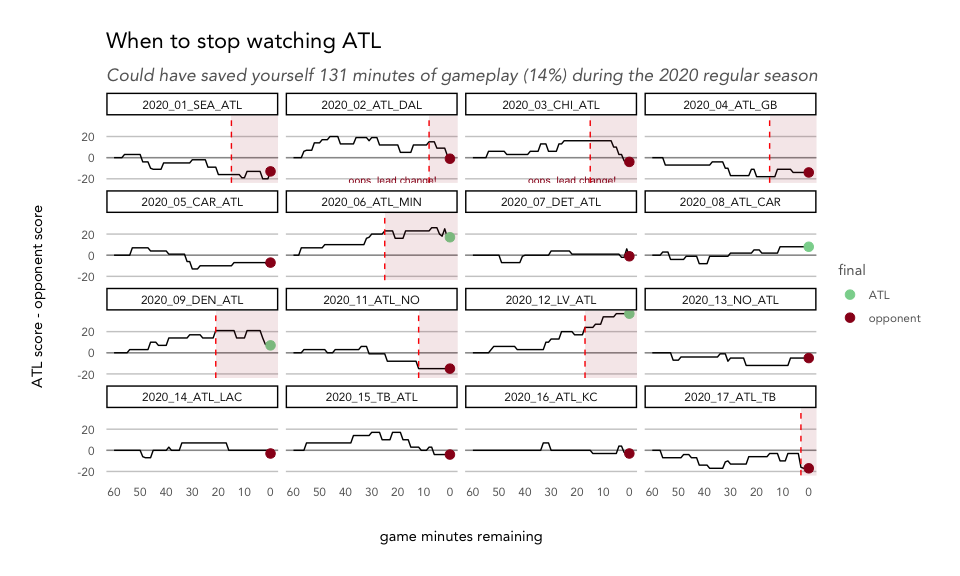 When to stop watching ATL
Could have saved yourself 131 minutes of gameplay (14%) during the 2020 regular season
2020_01_SEA_ATL 2020_02_ATL_DAL 2020_03_CHI_ATL 2020_04_ATL_GB
20
0
-20
oops, lead change! oops, lead change!
2020_05_CAR_ATL 2020_06_ATL_MIN 2020_07_DET_ATL 2020_08_ATL_CAR
20
0
-20
2020_09_DEN_ATL 2020_11_ATL_NO 2020_12_LV_ATL 2020_13_NO_ATL
20
0
-20
2020_14_ATL_LAC 2020_15_TB_ATL 2020_16_ATL_KC 2020_17_ATL_TB
20
0
-20
60 50 40 30 20 10 0 60 50 40 30 20 10 0 60 50 40 30 20 10 0 60 50 40 30 20 10 0
game minutes remaining
ATL score - opponent score
final
ATL
opponent